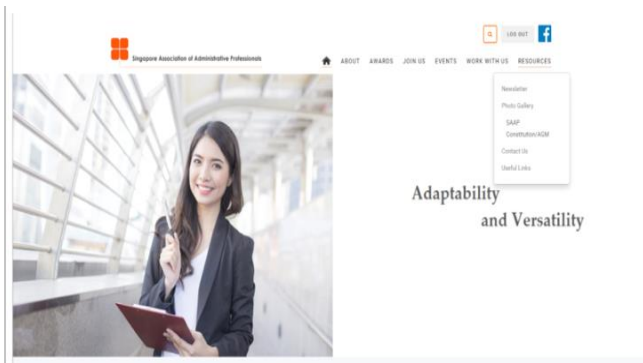 LOG OUT
Singapore Association of Administrative Professionals
ABOUT AWARDS JOIN US EVENTS WORK WITH US RESOURCES
Newsletter
Photo Gallery
SAAP
Constitution/AGM
Contact Us
Useful Links
Adaptability
and Versatility